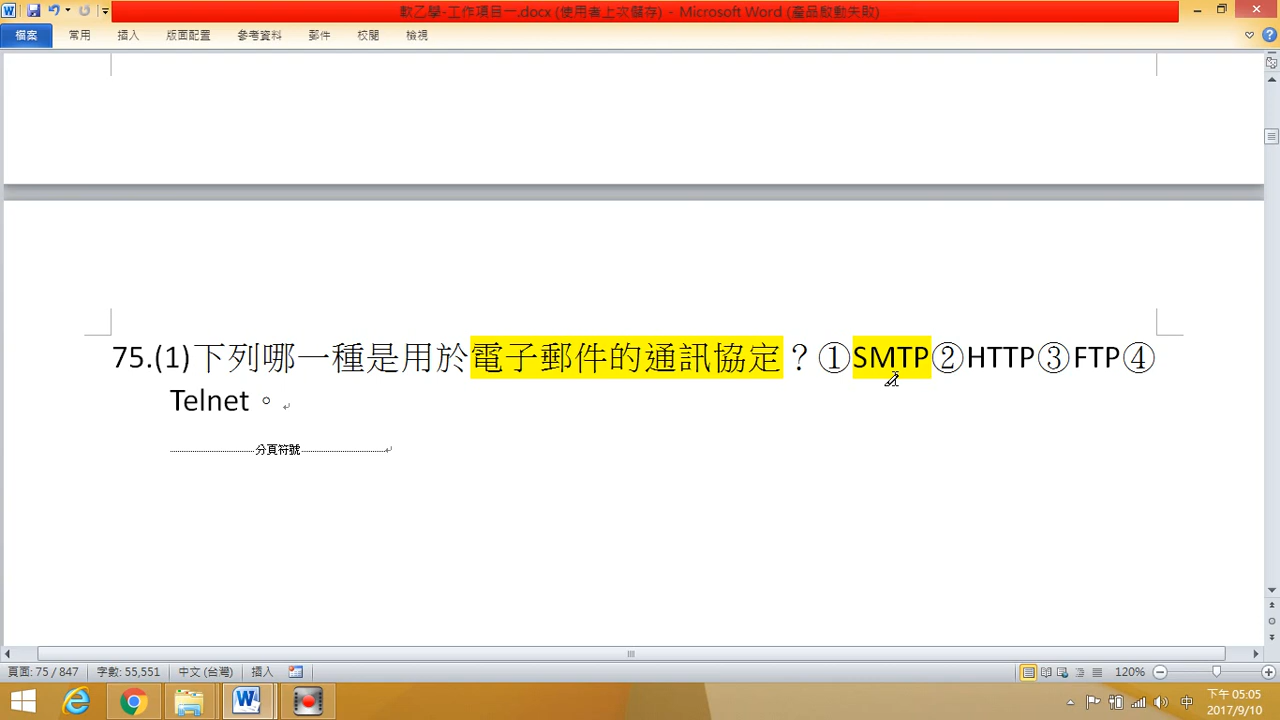 軟乙學-工作項目一.docx (使用者上次儲存) - Microsoft Word (產品啟動失敗)
檔案 常用 插入 版面配置 參考資料 郵件 校閱 檢視
75.(1)下列哪一種是用於電子郵件的通訊協定？①SMTP②HTTP③FTP④
Telnet。
分頁符號
頁面: 75 / 847 字數: 55,551 中文 (台灣) 插入 120%
中 下午 05:05
2017/9/10